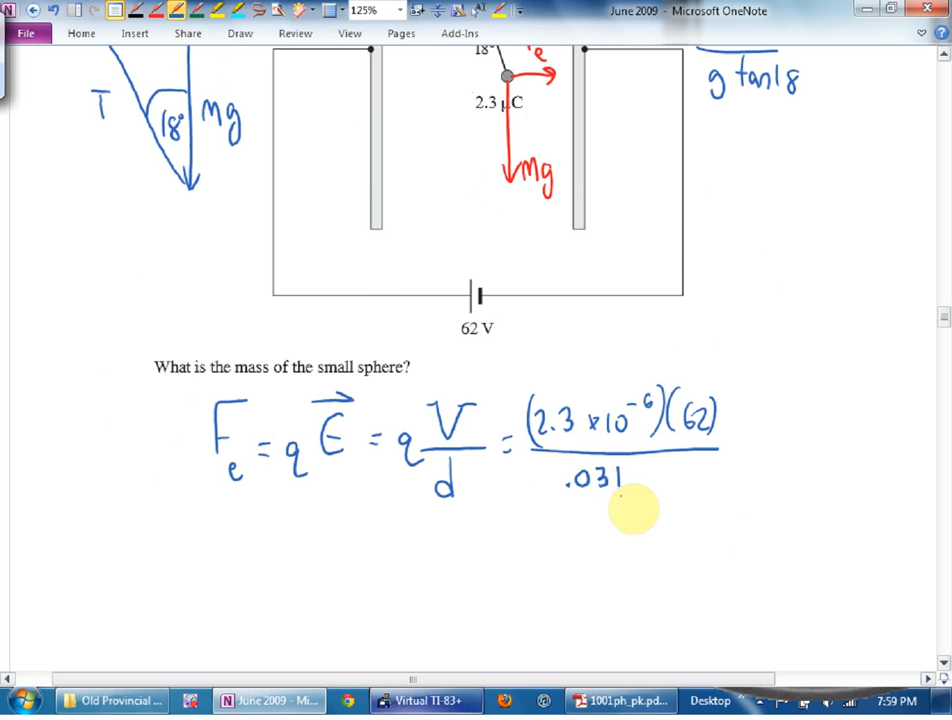 June 2009 - Microsoft OneNote
125%
File Home Insert Share Draw Review View Pages Add-Ins
18°
e
g tan18
T 18° mg
2.3 μC
mg
62 V
What is the mass of the small sphere?
Fe = qE = q V/d = (2.3 × 10^-6)(62)
.031
Old Provincial ... June 2009 - Mi... Virtual TI-83+ 1001ph_pk.pd... Desktop 7:59 PM